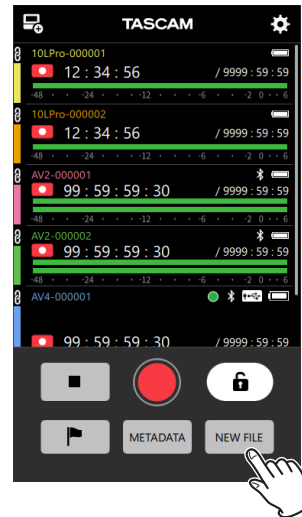 TASCAM
10LPro-000001
12 : 34 : 56 / 9999 : 59 : 59
-48 · · -24 · · · -12 · · · -6 · · -2 0 · · 6
10LPro-000002
12 : 34 : 56 / 9999 : 59 : 59
-48 · · -24 · · · -12 · · · -6 · · -2 0 · · 6
AV2-000001
99 : 59 : 59 : 30 / 9999 : 59 : 59
-48 · · -24 · · · -12 · · · -6 · · -2 0 · · 6
AV2-000002
99 : 59 : 59 : 30 / 9999 : 59 : 59
-48 · · -24 · · · -12 · · · -6 · · -2 0 · · 6
AV4-000001
99 : 59 : 59 : 30 / 9999 : 59 : 59
METADATA NEW FILE